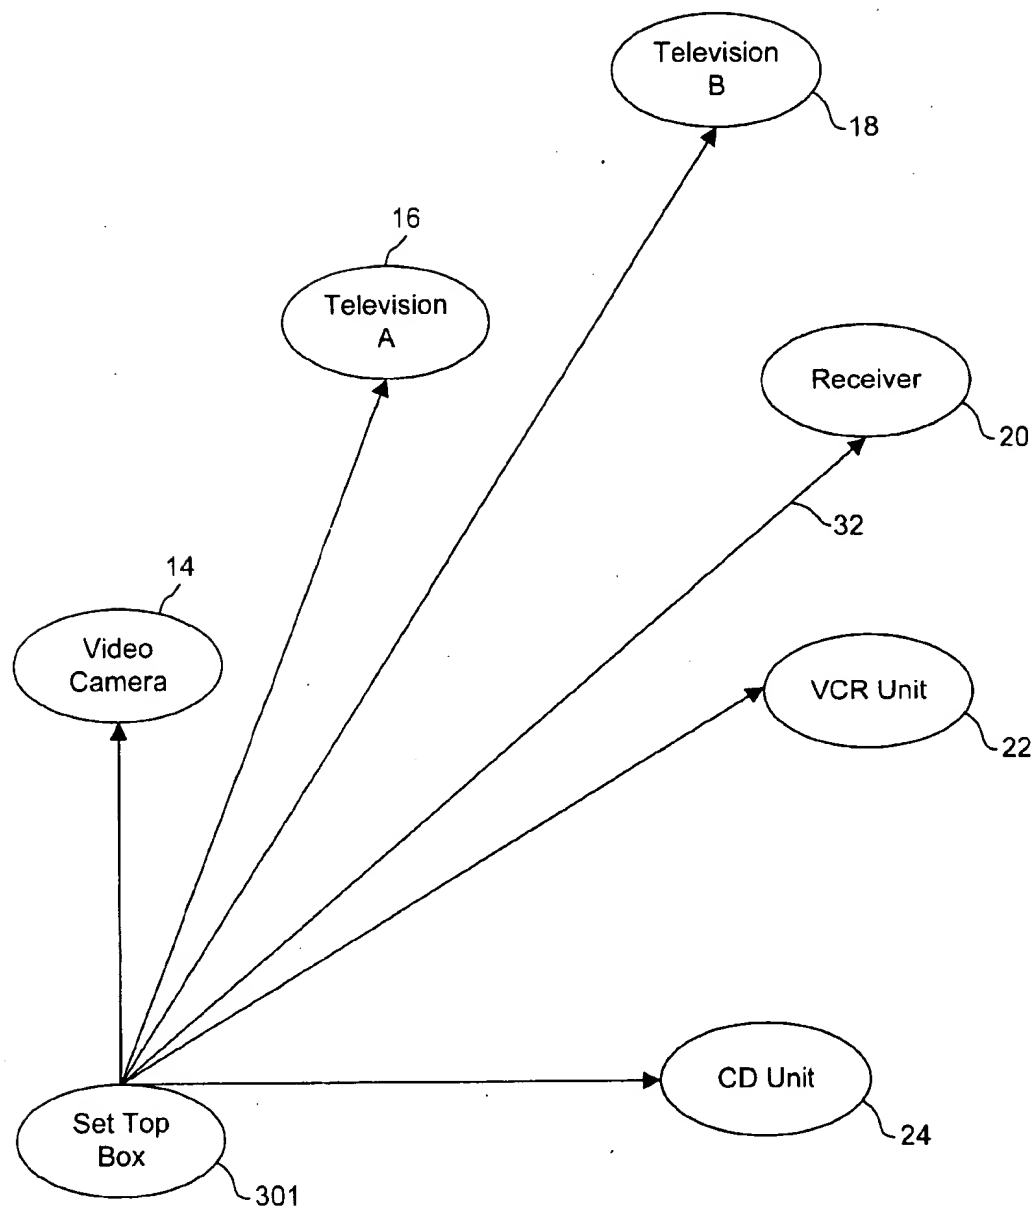 Television
B
18
16
Television
A
Receiver
20
32
14
Video
Camera
VCR Unit
22
CD Unit
24
Set Top
Box
301